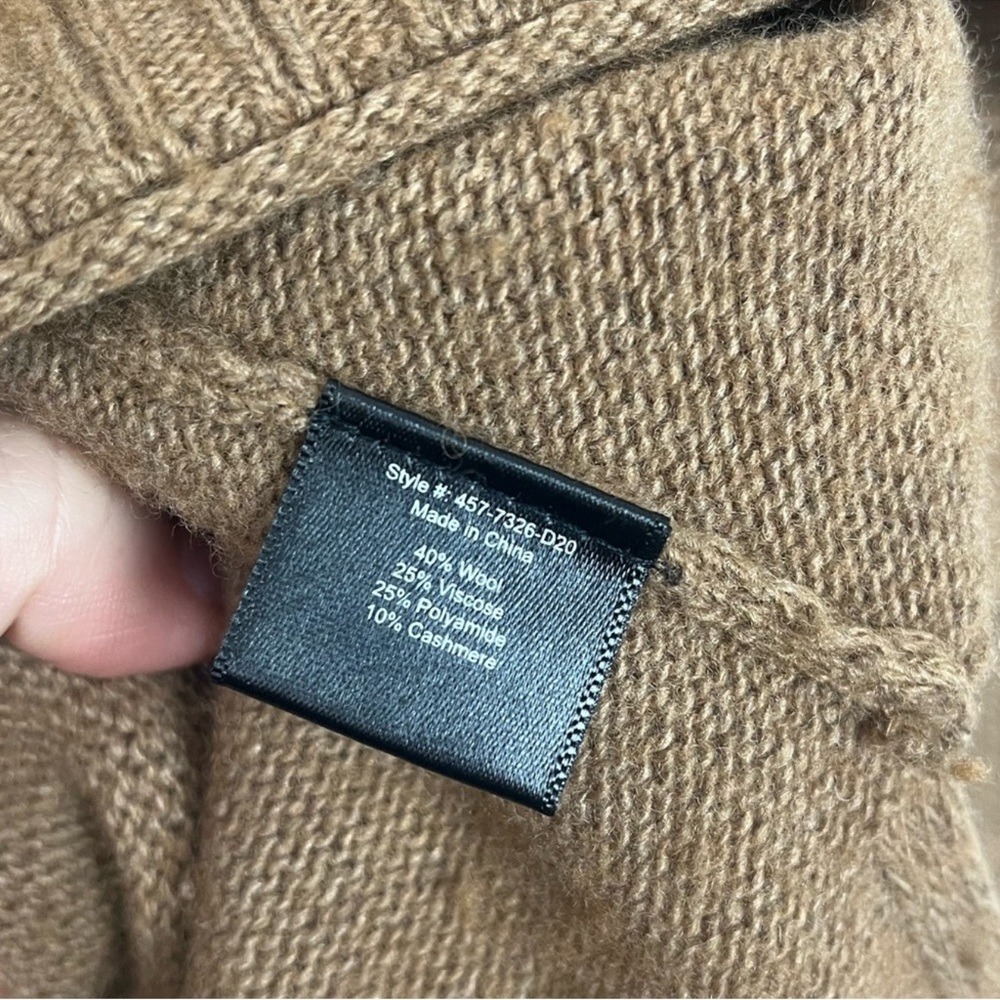 Style #: 457-7326-D20
Made in China
40% Wool
25% Viscose
25% Polyamide
10% Cashmere